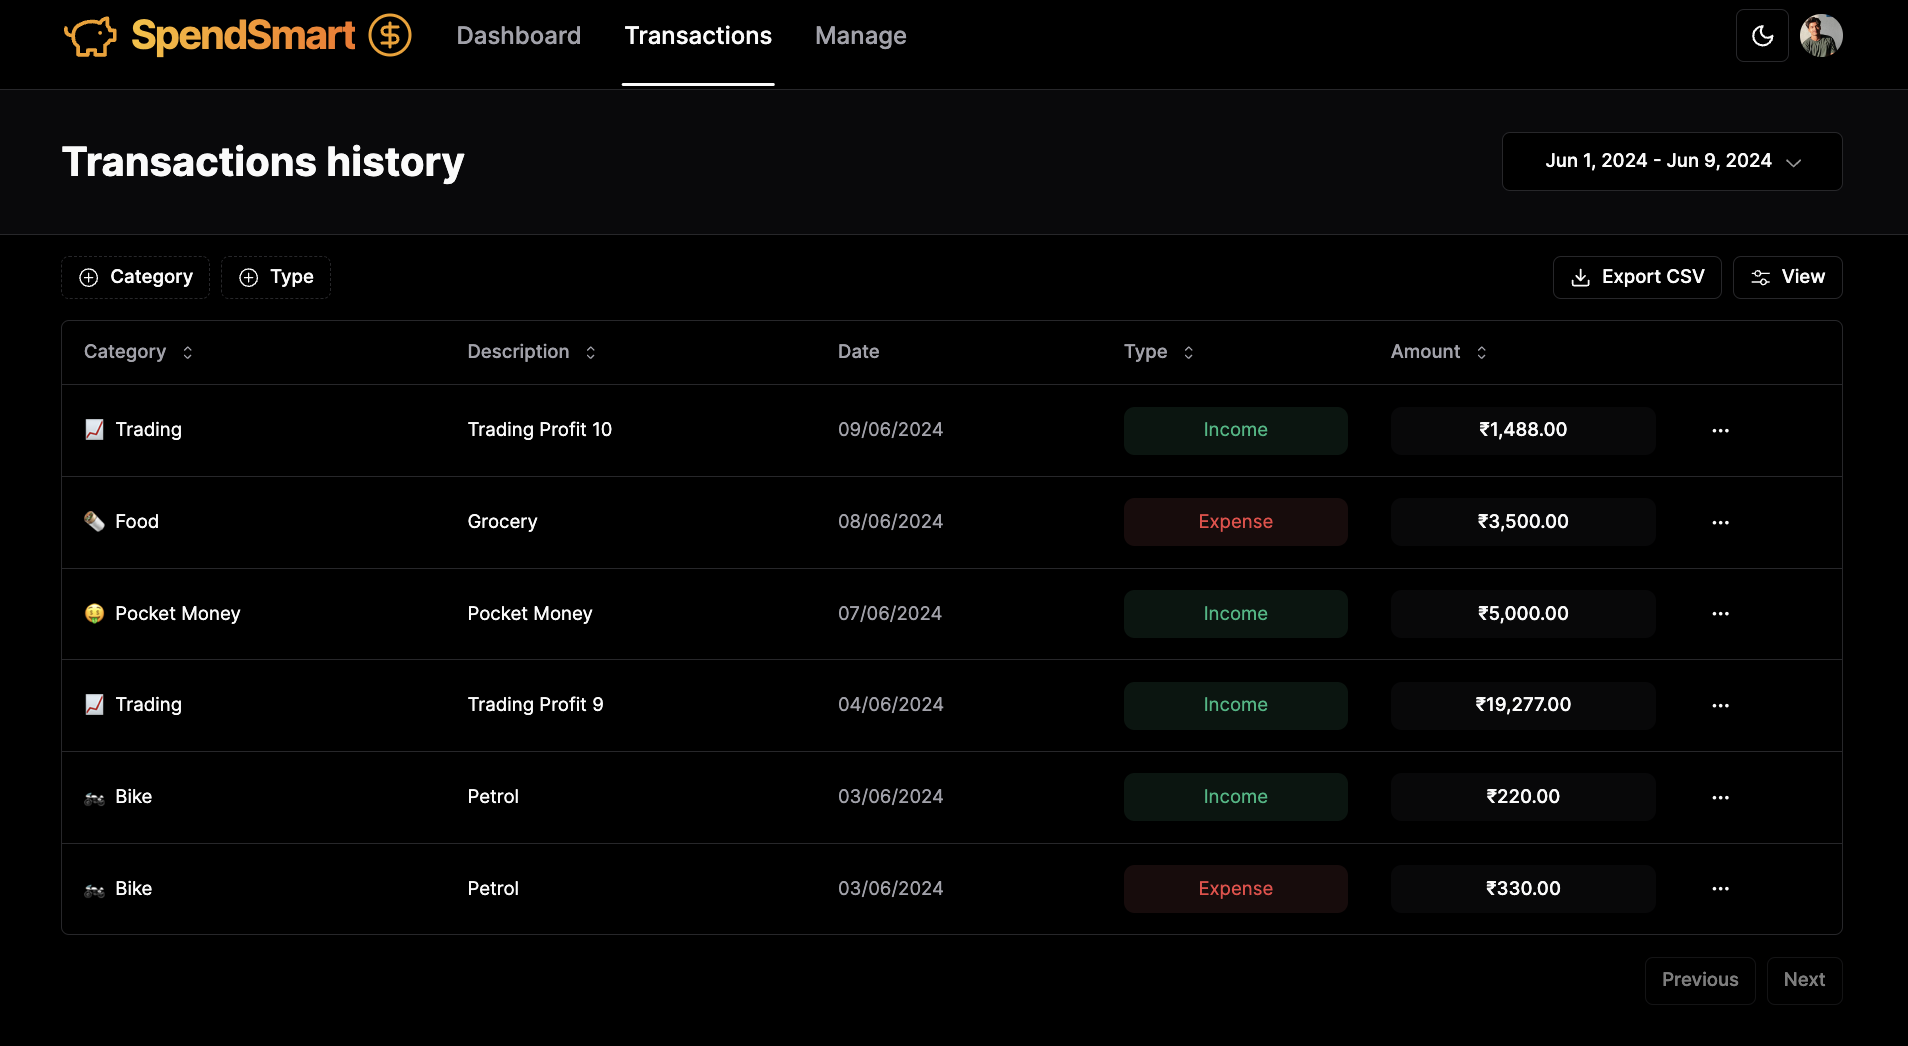 SpendSmart Dashboard Transactions Manage
Transactions history
Jun 1, 2024 - Jun 9, 2024
Category Type Export CSV View
Category Description Date Type Amount
Trading Trading Profit 10 09/06/2024 Income ₹1,488.00
Food Grocery 08/06/2024 Expense ₹3,500.00
Pocket Money Pocket Money 07/06/2024 Income ₹5,000.00
Trading Trading Profit 9 04/06/2024 Income ₹19,277.00
Bike Petrol 03/06/2024 Income ₹220.00
Bike Petrol 03/06/2024 Expense ₹330.00
Previous Next